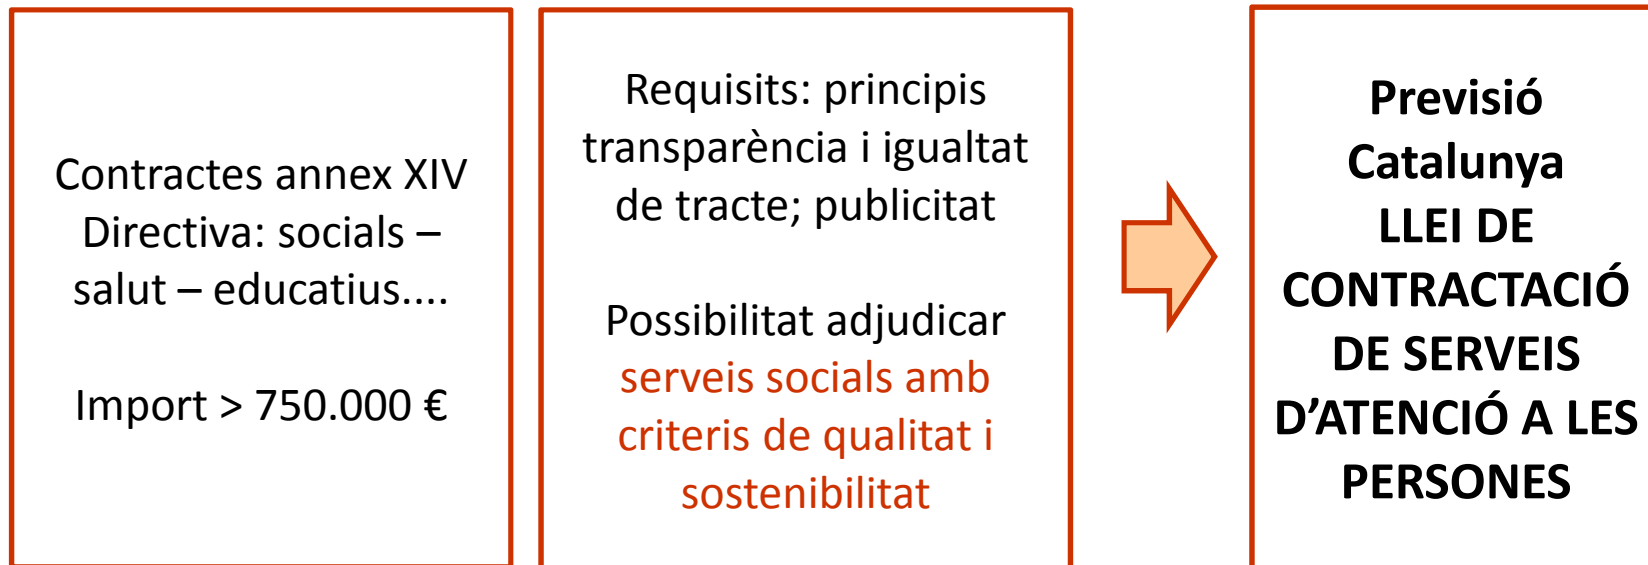 Contractes annex XIV
Directiva: socials –
salut – educatius....
Import > 750.000 €
Requisits: principis
transparència i igualtat
de tracte; publicitat
Possibilitat adjudicar
serveis socials amb
criteris de qualitat i
sostenibilitat
Previsió
Catalunya
LLEI DE
CONTRACTACIÓ
DE SERVEIS
D’ATENCIÓ A LES
PERSONES